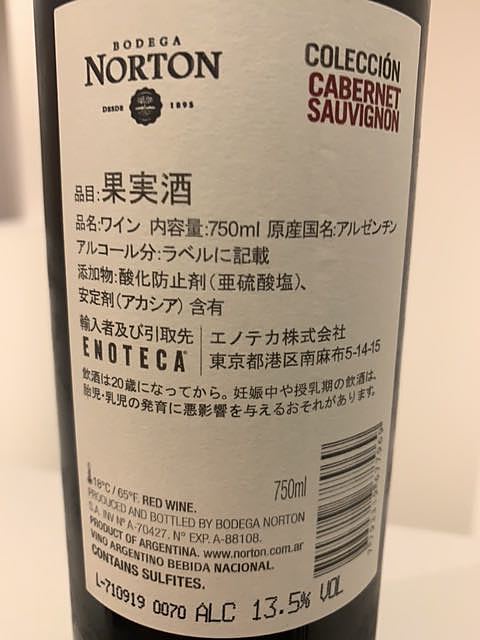 BODEGA
NORTON
DESDE 1895
COLECCIÓN
CABERNET
SAUVIGNON
品目:果実酒
品名:ワイン 内容量:750ml 原産国名:アルゼンチン
アルコール分:ラベルに記載
添加物:酸化防止剤(亜硫酸塩)、
安定剤(アカシア)含有
輸入者及び引取先
ENOTECA
エノテカ株式会社
東京都港区南麻布5-14-15
飲酒は20歳になってから。妊娠中や授乳期の飲酒は、
胎児・乳児の発育に悪影響を与えるおそれがあります。
18°C / 65°F. RED WINE.
750ml
PRODUCED AND BOTTLED BY BODEGA NORTON
S.A. INV Nº A-70427. N° EXP. A-88108.
PRODUCT OF ARGENTINA. www.norton.com.ar
VINO ARGENTINO BEBIDA NACIONAL.
CONTAINS SULFITES.
L-710919 0070 ALC 13.5% VOL